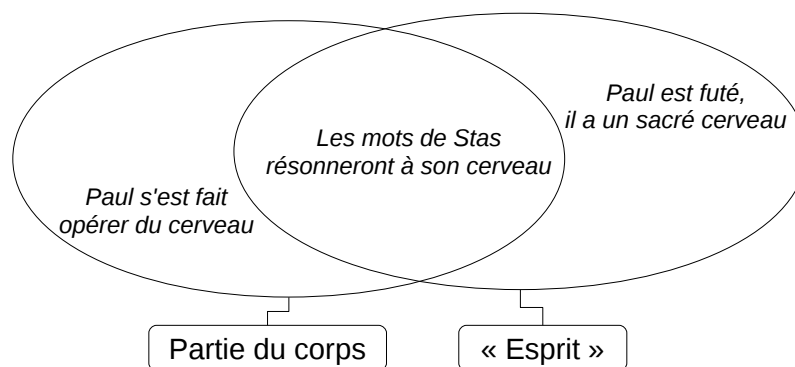 Paul est futé,
il a un sacré cerveau
Les mots de Stas
résonneront à son cerveau
Paul s'est fait
opérer du cerveau
Partie du corps
« Esprit »